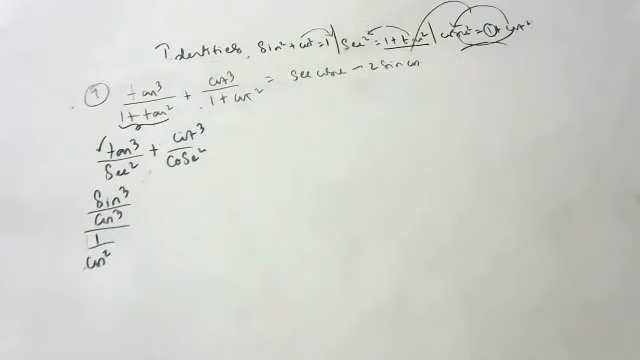 Identities, Sin² + cos² = 1 | Sec² = 1 + tan² | cosec² = 1 + cot²
9) tan³ / 1 + tan² + cot³ / 1 + cot² = sec cosec - 2 sin cos
tan³ / Sec² + cot³ / Cosec²
Sin³ / cos³ / 1 / cos²